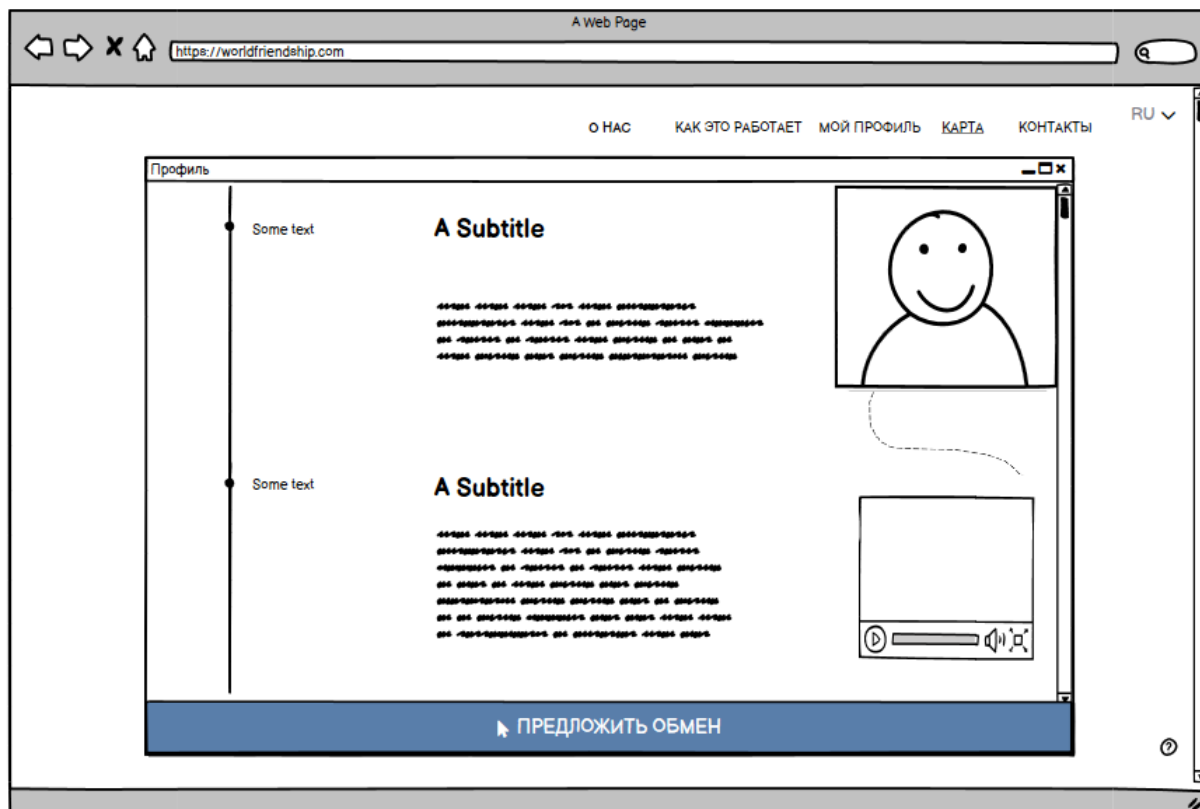 A Web Page
https://worldfriendship.com
RU
О НАС КАК ЭТО РАБОТАЕТ МОЙ ПРОФИЛЬ КАРТА КОНТАКТЫ
Профиль
Some text
A Subtitle
Some text
A Subtitle
ПРЕДЛОЖИТЬ ОБМЕН
?